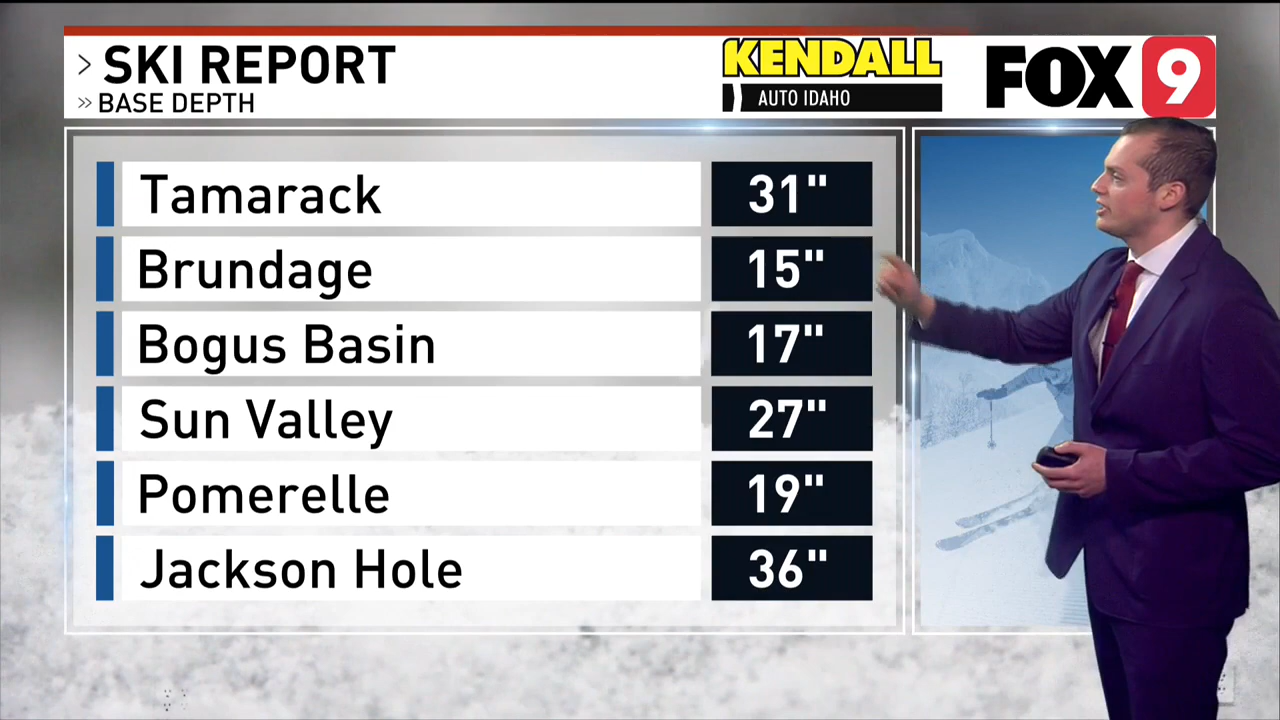 > SKI REPORT
» BASE DEPTH
KENDALL
AUTO IDAHO
FOX 9
Tamarack 31"
Brundage 15"
Bogus Basin 17"
Sun Valley 27"
Pomerelle 19"
Jackson Hole 36"